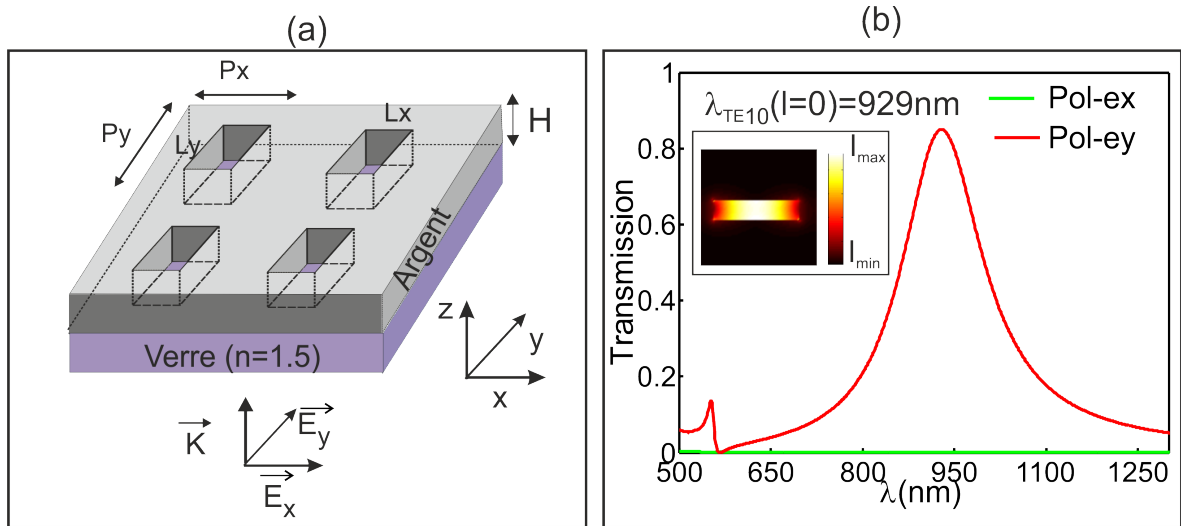 (a)
Px
Py
Ly
Lx
H
Argent
Verre (n=1.5)
z
y
x
K
Ey
Ex
(b)
λTE10(l=0)=929nm
Pol-ex
Pol-ey
Imax
Imin
Transmission
1
0.8
0.6
0.4
0.2
0
500 650 800 950 1100 1250
λ(nm)